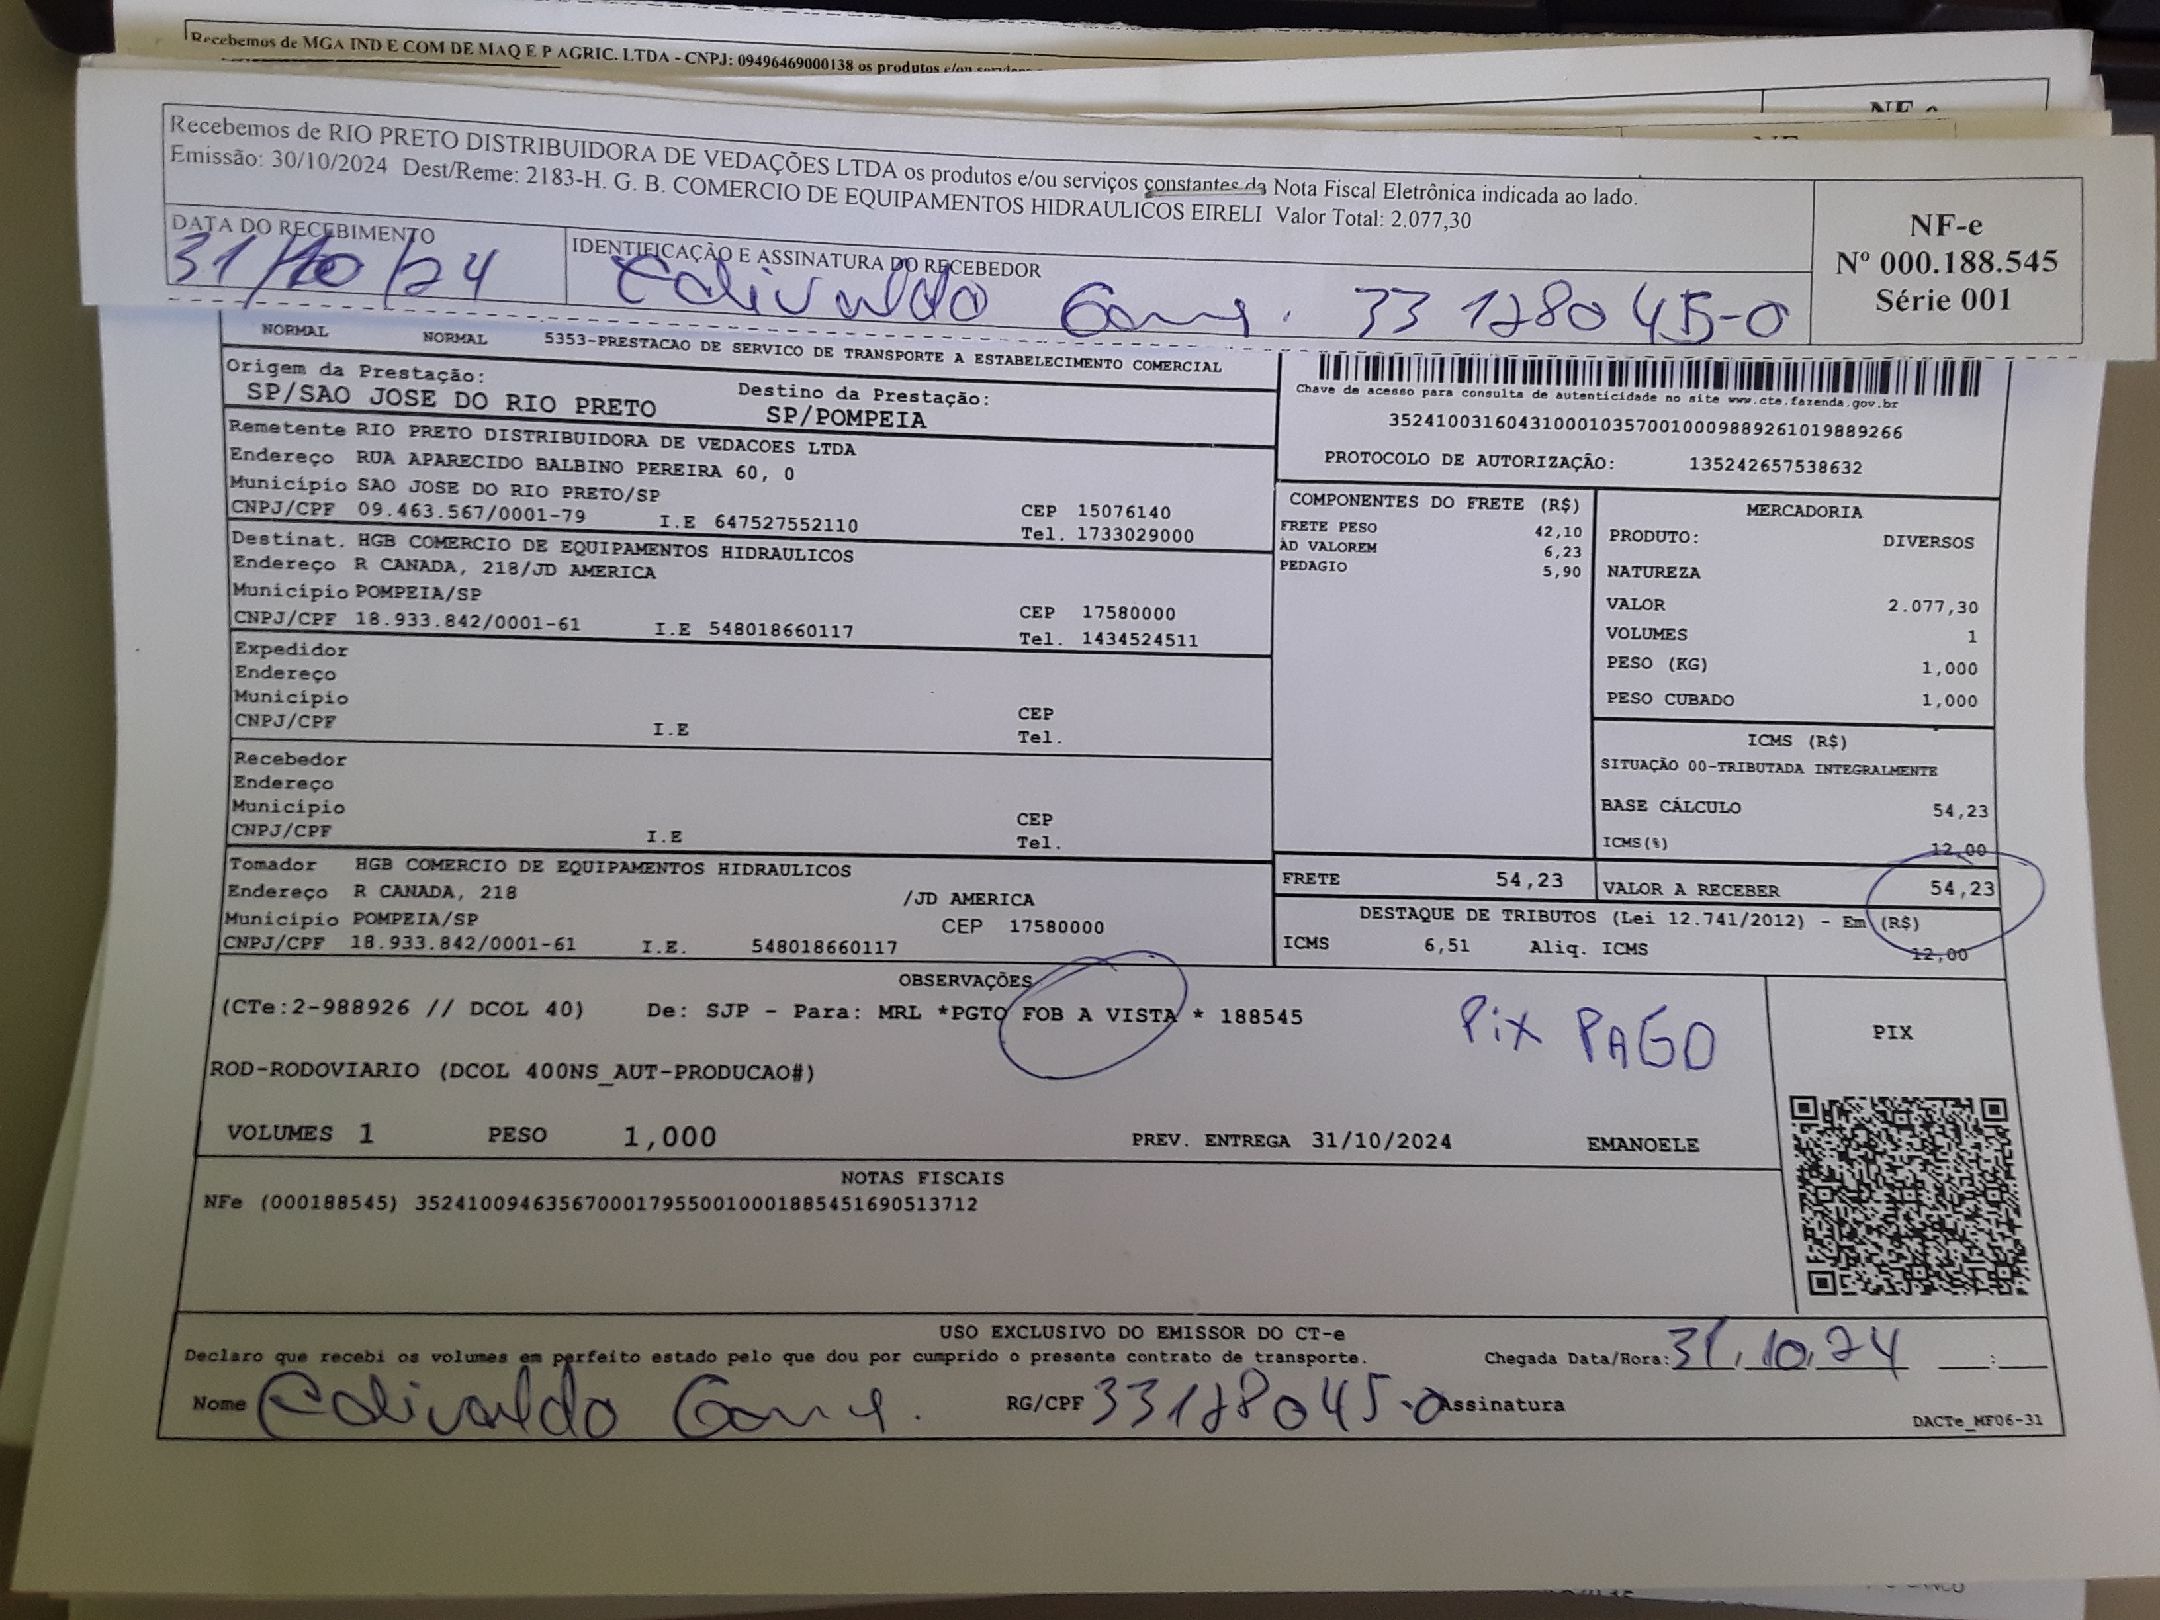 Recebemos de MGA IND E COM DE MAQ E P AGRIC. LTDA - CNPJ: 09496469000138 os produtos e/ou
NF-e
Recebemos de RIO PRETO DISTRIBUIDORA DE VEDAÇÕES LTDA os produtos e/ou serviços constantes da Nota Fiscal Eletrônica indicada ao lado.
Emissão: 30/10/2024 Dest/Reme: 2183-H. G. B. COMERCIO DE EQUIPAMENTOS HIDRAULICOS EIRELI Valor Total: 2.077,30
NF-e
Nº 000.188.545
Série 001
DATA DO RECEBIMENTO
31/10/24
IDENTIFICAÇÃO E ASSINATURA DO RECEBEDOR
Edivaldo 33128045-0
NORMAL NORMAL 5353-PRESTACAO DE SERVICO DE TRANSPORTE A ESTABELECIMENTO COMERCIAL
Origem da Prestação: Destino da Prestação:
SP/SAO JOSE DO RIO PRETO SP/POMPEIA
Chave de acesso para consulta de autenticidade no site www.cte.fazenda.gov.br
35241003160431000103570010009889261019889266
PROTOCOLO DE AUTORIZAÇÃO: 135242657538632
Remetente RIO PRETO DISTRIBUIDORA DE VEDACOES LTDA
Endereço RUA APARECIDO BALBINO PEREIRA 60, 0
Município SAO JOSE DO RIO PRETO/SP CEP 15076140
CNPJ/CPF 09.463.567/0001-79 I.E 647527552110 Tel. 1733029000
Destinat. HGB COMERCIO DE EQUIPAMENTOS HIDRAULICOS
Endereço R CANADA, 218/JD AMERICA
Município POMPEIA/SP CEP 17580000
CNPJ/CPF 18.933.842/0001-61 I.E 548018660117 Tel. 1434524511
Expedidor
Endereço
Município CEP
CNPJ/CPF I.E Tel.
Recebedor
Endereço
Município CEP
CNPJ/CPF I.E Tel.
Tomador HGB COMERCIO DE EQUIPAMENTOS HIDRAULICOS
Endereço R CANADA, 218 /JD AMERICA
Município POMPEIA/SP CEP 17580000
CNPJ/CPF 18.933.842/0001-61 I.E. 548018660117
COMPONENTES DO FRETE (R$)
FRETE PESO 42,10
AD VALOREM 6,23
PEDAGIO 5,90
MERCADORIA
PRODUTO: DIVERSOS
NATUREZA
VALOR 2.077,30
VOLUMES 1
PESO (KG) 1,000
PESO CUBADO 1,000
ICMS (R$)
SITUAÇÃO 00-TRIBUTADA INTEGRALMENTE
BASE CÁLCULO 54,23
ICMS(%) 12,00
FRETE 54,23 VALOR A RECEBER 54,23
DESTAQUE DE TRIBUTOS (Lei 12.741/2012) - Em (R$)
ICMS 6,51 Aliq. ICMS 12,00
OBSERVAÇÕES
(CTe:2-988926 // DCOL 40) De: SJP - Para: MRL *PGTO FOB A VISTA * 188545
PIX PAGO
PIX
ROD-RODOVIARIO (DCOL 400NS_AUT-PRODUCAO#)
VOLUMES 1 PESO 1,000 PREV. ENTREGA 31/10/2024 EMANOELE
NOTAS FISCAIS
NFe (000188545) 35241009463567000179550010001885451690513712
USO EXCLUSIVO DO EMISSOR DO CT-e
Declaro que recebi os volumes em perfeito estado pelo que dou por cumprido o presente contrato de transporte. Chegada Data/Hora: 31.10.24 __:__
Nome Edivaldo RG/CPF 33128045-0 Assinatura
DACTe_MF06-31